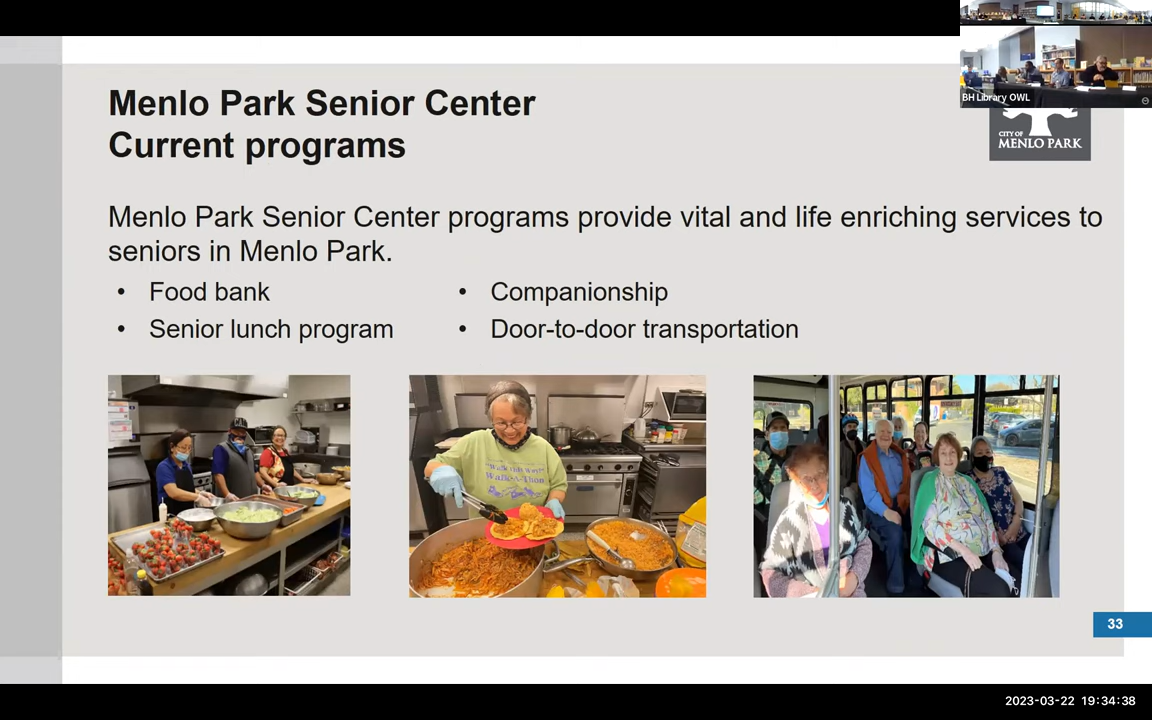 BH Library OWL
Menlo Park Senior Center
Current programs
CITY OF
MENLO PARK
Menlo Park Senior Center programs provide vital and life enriching services to
seniors in Menlo Park.
• Food bank
• Senior lunch program
• Companionship
• Door-to-door transportation
33
2023-03-22 19:34:38